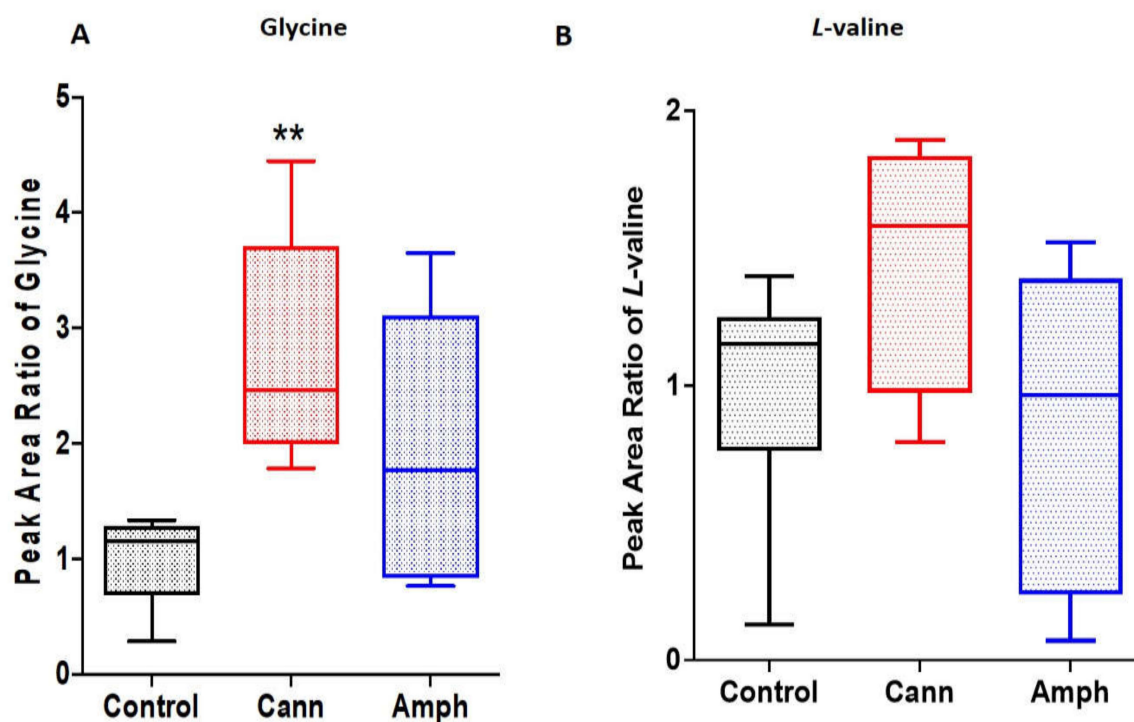 A
Glycine
Peak Area Ratio of Glycine
5
4
3
2
1
0
**
Control
Cann
Amph
B
L-valine
Peak Area Ratio of L-valine
2
1
0
Control
Cann
Amph